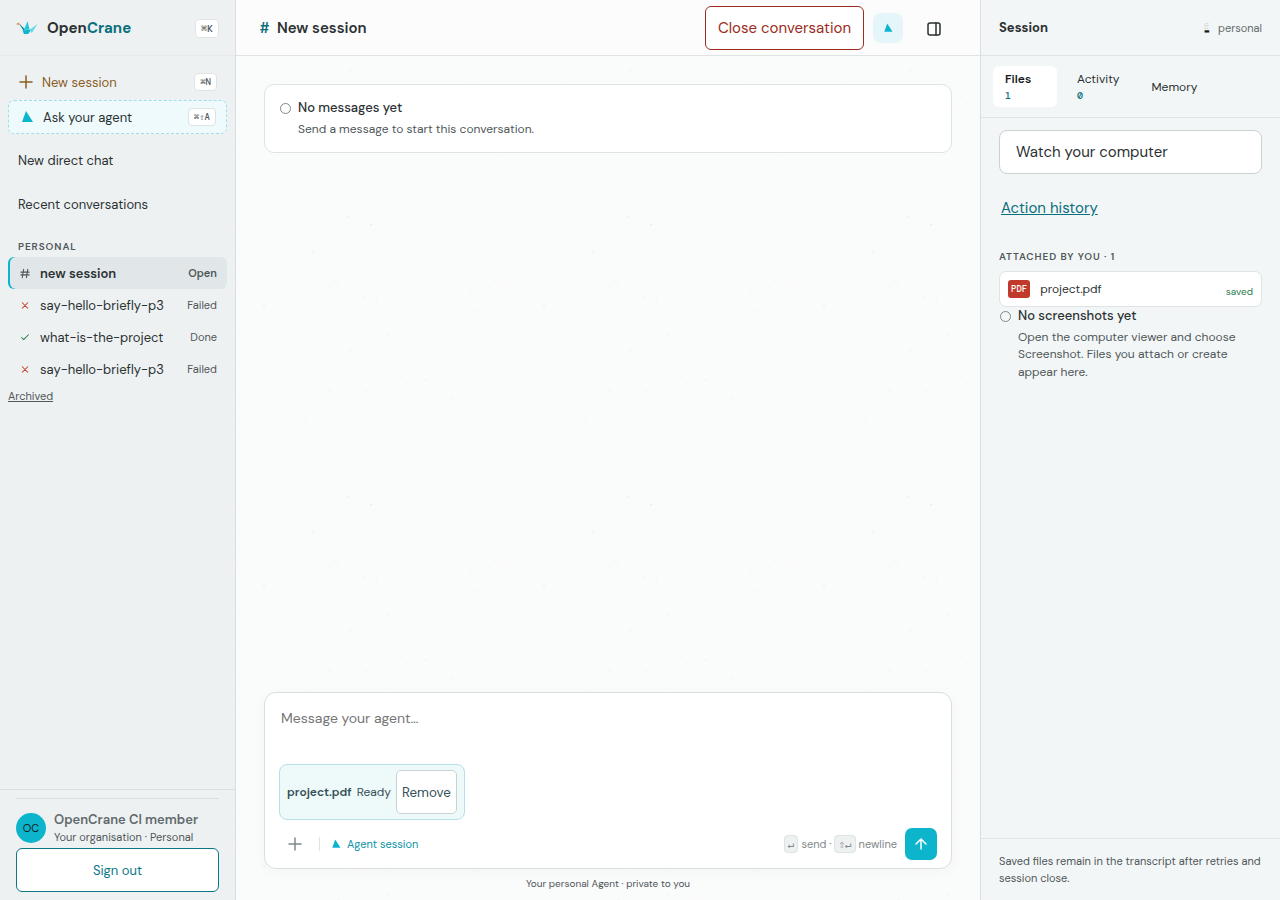 OpenCrane
⌘K
New session
⌘N
Ask your agent
⌘⇧A
New direct chat
Recent conversations
PERSONAL
# new session Open
say-hello-briefly-p3 Failed
what-is-the-project Done
say-hello-briefly-p3 Failed
Archived
OC
OpenCrane CI member
Your organisation · Personal
Sign out
# New session
Close conversation
No messages yet
Send a message to start this conversation.
Message your agent…
project.pdf Ready Remove
Agent session
↵ send · ⇧↵ newline
Your personal Agent · private to you
Session
personal
Files
1
Activity
0
Memory
Watch your computer
Action history
ATTACHED BY YOU · 1
PDF project.pdf saved
No screenshots yet
Open the computer viewer and choose
Screenshot. Files you attach or create
appear here.
Saved files remain in the transcript after retries and
session close.